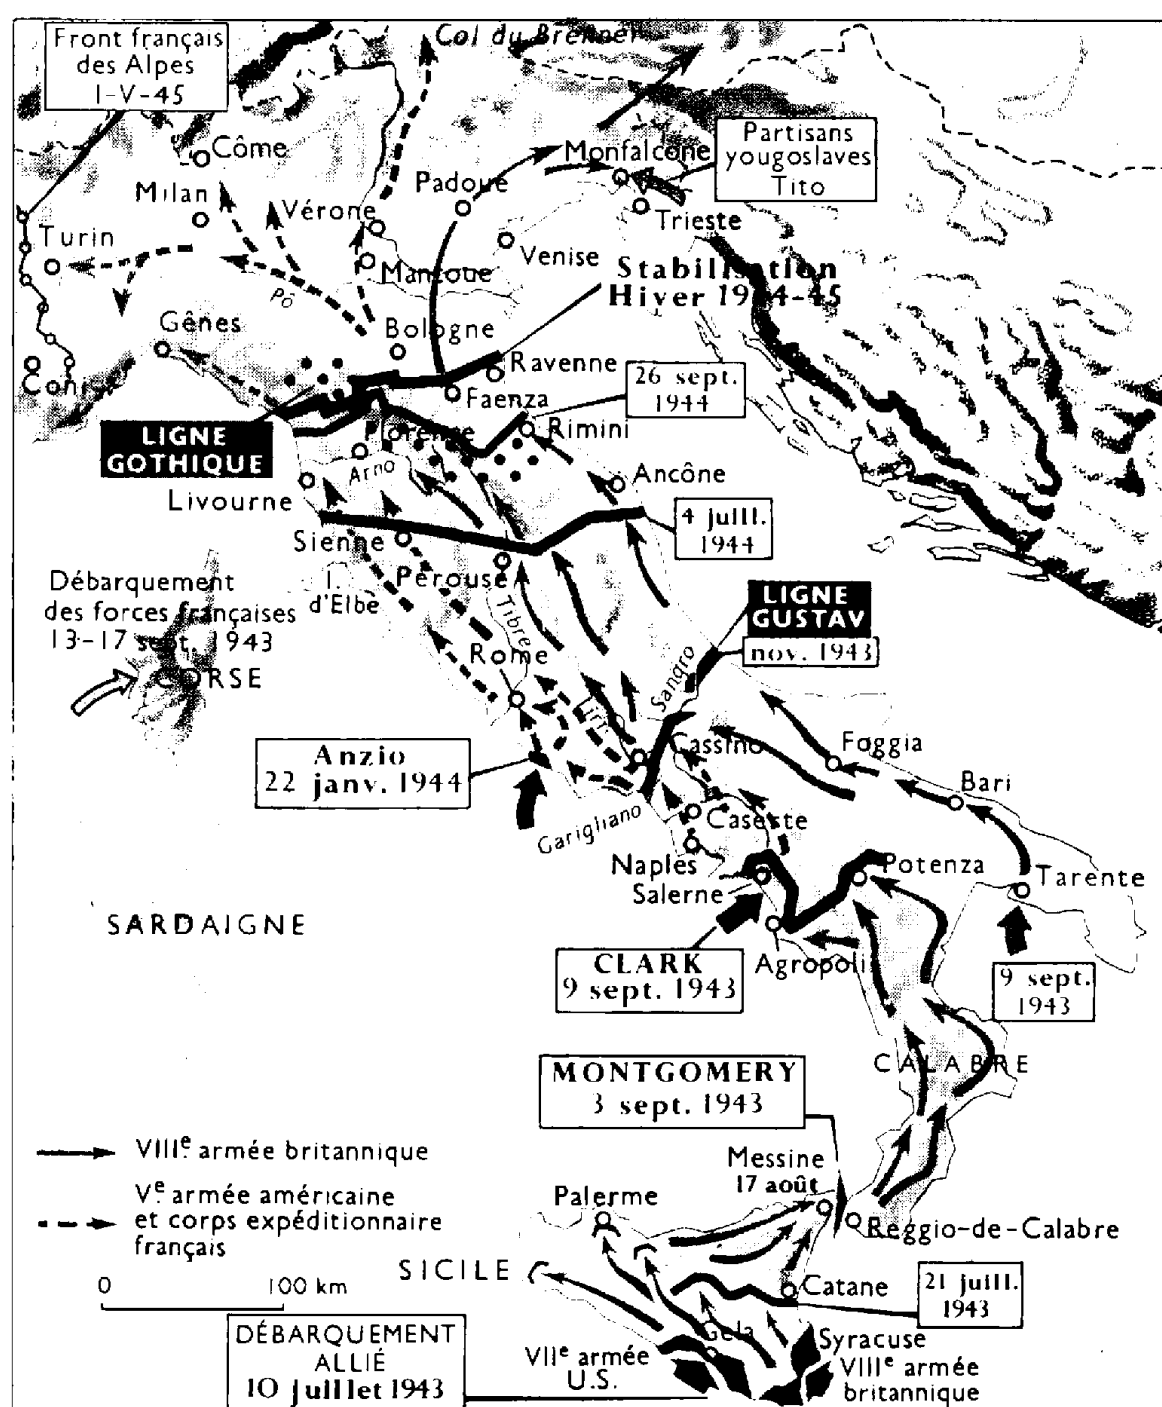 Front français
des Alpes
I-V-45
Col du Brenner
Côme
Milan
Turin
Vérone
Padoue
Monfalcone
Partisans
yougoslaves
Tito
Trieste
Venise
Mantoue
Pô
Stabilisation
Hiver 1944-45
Gênes
Bologne
Ravenne
Faenza
26 sept.
1944
Rimini
LIGNE
GOTHIQUE
Florence
Arno
Ancône
Livourne
4 juill.
1944
Sienne
Pérouse
I.
d'Elbe
Tibre
Débarquement
des forces françaises
13-17 sept. 1943
CORSE
LIGNE
GUSTAV
nov. 1943
Rome
Sangro
Liri
Anzio
22 janv. 1944
Cassino
Foggia
Bari
Garigliano
Caserte
Naples
Salerne
Potenza
Tarente
SARDAIGNE
CLARK
9 sept. 1943
Agropoli
9 sept.
1943
CALABRE
MONTGOMERY
3 sept. 1943
VIIIe armée britannique
Ve armée américaine
et corps expéditionnaire
français
Messine
17 août
Palerme
Reggio-de-Calabre
SICILE
0 100 km
Catane
21 juill.
1943
DÉBARQUEMENT
ALLIÉ
10 Juillet 1943
Gela
VIIe armée
U.S.
Syracuse
VIIIe armée
britannique